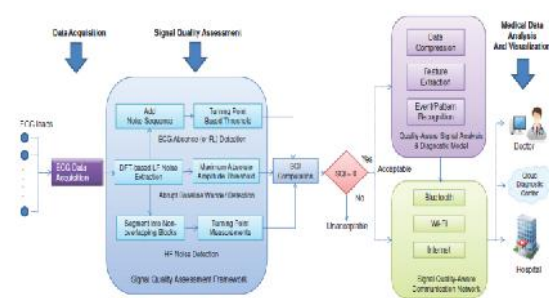 Data Acquisition
Signal Quality Assessment
Medical Data
Analysis
And Visualization
ECG leads
ECG Data
Acquisition
Add
Noise Sequence
Turning Point
Based Threshold
ECG Absence (or FL) Detection
DFT-based LF Noise
Extraction
Maximum Absolute
Amplitude Threshold
Abrupt Baseline Wander Detection
Segment into Non-
overlapping Blocks
Turning Point
Measurements
HF Noise Detection
Signal Quality Assessment Framework
SQI
Computation
Yes
Acceptable
No
Unacceptable
Data
Compression
Feature
Extraction
Event/Pattern
Recognition
Quality-Aware Signal Analysis
& Diagnostic Model
Bluetooth
Wi-Fi
Internet
Signal Quality-Aware
Communication Network
Doctor
Cloud
Diagnostic
Center
Hospital